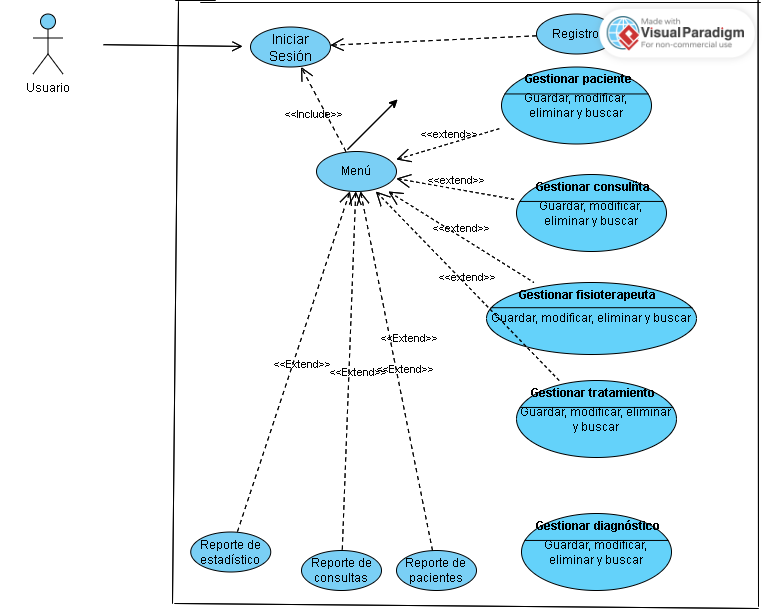 Made with
VisualParadigm
For non-commercial use
Usuario
Iniciar
Sesión
Registro
Gestionar paciente
Guardar, modificar,
eliminar y buscar
<<Include>>
<<extend>>
Menú
<<extend>>
Gestionar consulñta
Guardar, modificar,
eliminar y buscar
<<extend>>
<<extend>>
Gestionar fisioterapeuta
Guardar, modificar, eliminar y buscar
<<Extend>>
<<Extend>>
<<Extend>>
<<Extend>>
Gestionar tratamiento
Guardar, modificar, eliminar
y buscar
Gestionar diagnóstico
Guardar, modificar,
eliminar y buscar
Reporte de
estadístico
Reporte de
consultas
Reporte de
pacientes